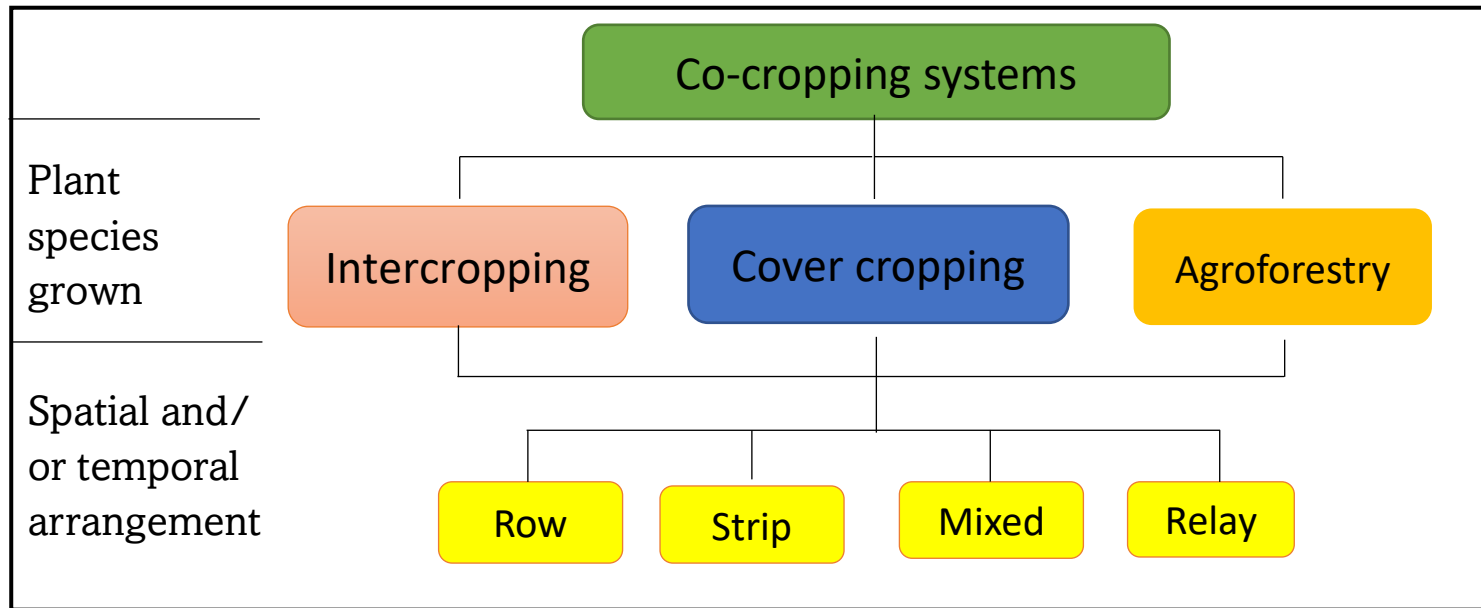 Co-cropping systems
Plant
species
grown
Intercropping
Cover cropping
Agroforestry
Spatial and/
or temporal
arrangement
Row
Strip
Mixed
Relay